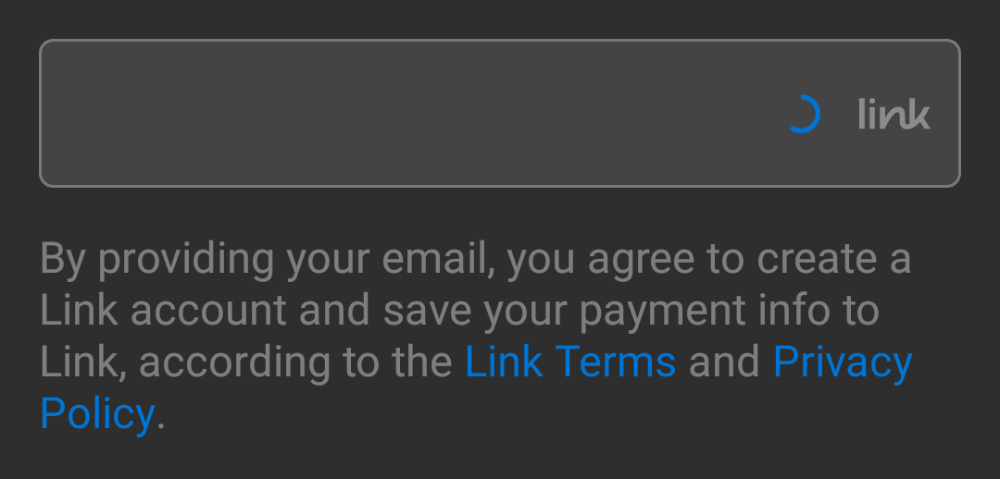 link
By providing your email, you agree to create a
Link account and save your payment info to
Link, according to the Link Terms and Privacy
Policy.